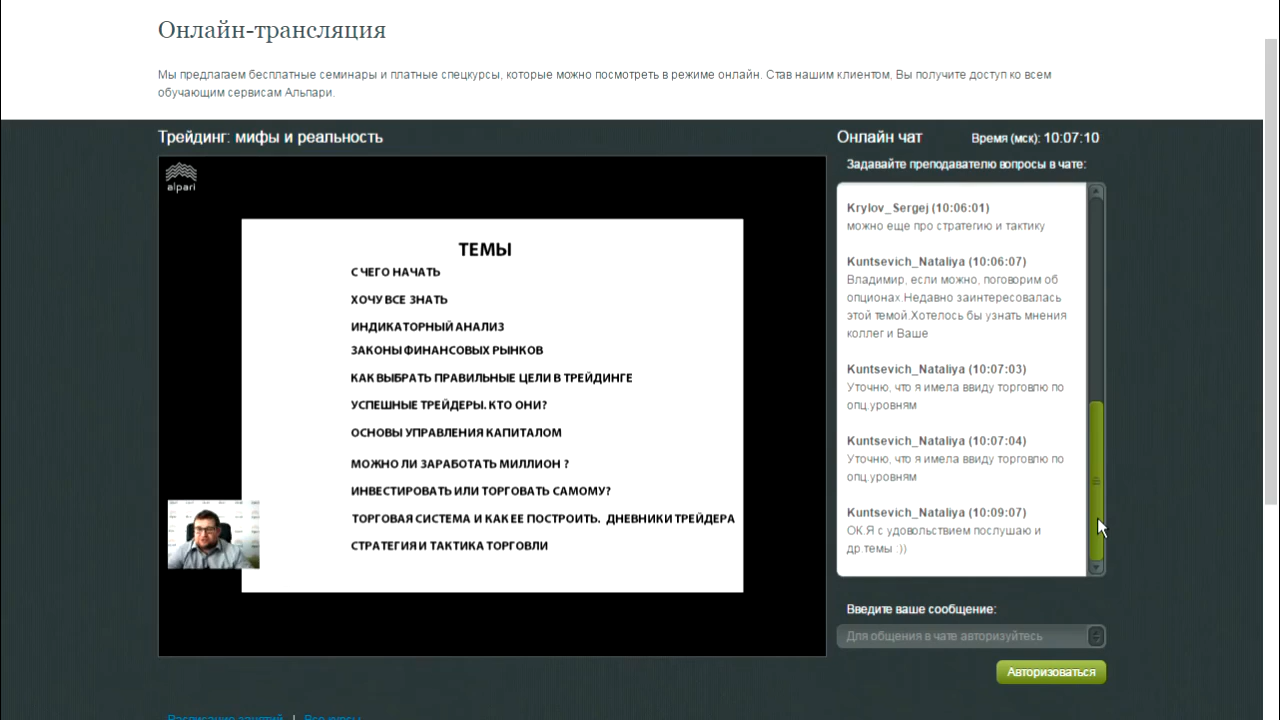 Онлайн-трансляция
Мы предлагаем бесплатные семинары и платные спецкурсы, которые можно посмотреть в режиме онлайн. Став нашим клиентом, Вы получите доступ ко всем
обучающим сервисам Альпари.
Трейдинг: мифы и реальность
alpari
ТЕМЫ
С ЧЕГО НАЧАТЬ
ХОЧУ ВСЕ ЗНАТЬ
ИНДИКАТОРНЫЙ АНАЛИЗ
ЗАКОНЫ ФИНАНСОВЫХ РЫНКОВ
КАК ВЫБРАТЬ ПРАВИЛЬНЫЕ ЦЕЛИ В ТРЕЙДИНГЕ
УСПЕШНЫЕ ТРЕЙДЕРЫ. КТО ОНИ?
ОСНОВЫ УПРАВЛЕНИЯ КАПИТАЛОМ
МОЖНО ЛИ ЗАРАБОТАТЬ МИЛЛИОН ?
ИНВЕСТИРОВАТЬ ИЛИ ТОРГОВАТЬ САМОМУ?
ТОРГОВАЯ СИСТЕМА И КАК ЕЕ ПОСТРОИТЬ. ДНЕВНИКИ ТРЕЙДЕРА
СТРАТЕГИЯ И ТАКТИКА ТОРГОВЛИ
Онлайн чат
Время (мск): 10:07:10
Задавайте преподавателю вопросы в чате:
Krylov_Sergej (10:06:01)
можно еще про стратегию и тактику
Kuntsevich_Nataliya (10:06:07)
Владимир, если можно, поговорим об
опционах.Недавно заинтересовалась
этой темой.Хотелось бы узнать мнения
коллег и Ваше
Kuntsevich_Nataliya (10:07:03)
Уточню, что я имела ввиду торговлю по
опц.уровням
Kuntsevich_Nataliya (10:07:04)
Уточню, что я имела ввиду торговлю по
опц.уровням
Kuntsevich_Nataliya (10:09:07)
ОК.Я с удовольствием послушаю и
др.темы :))
Введите ваше сообщение:
Для общения в чате авторизуйтесь
Авторизоваться
Расписание занятий | Все курсы